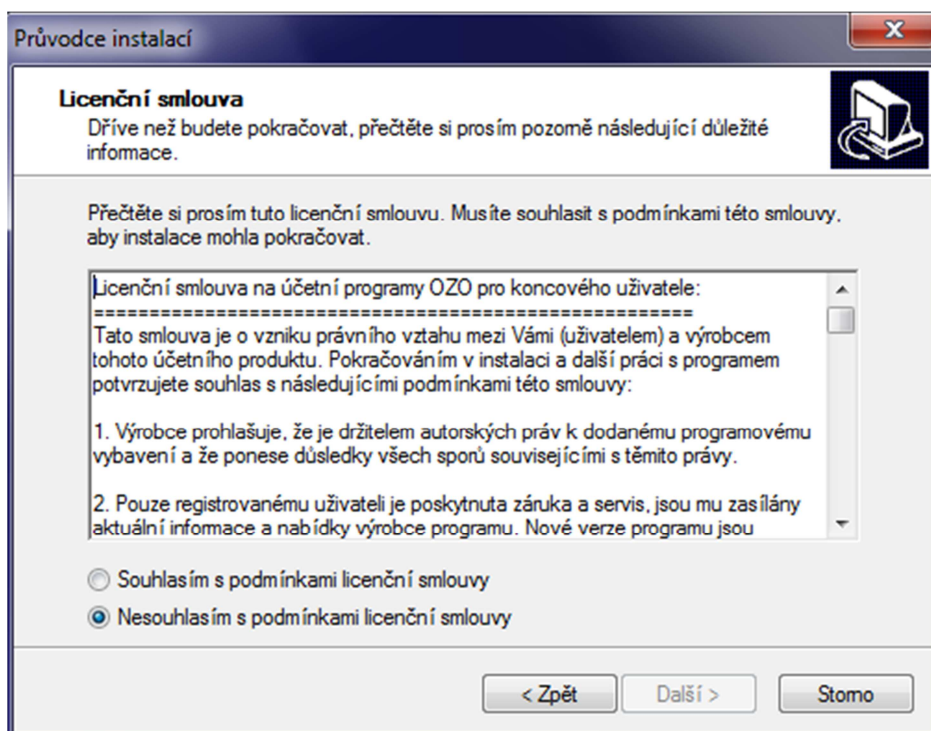 Průvodce instalací
Licenční smlouva
Dříve než budete pokračovat, přečtěte si prosím pozorně následující důležité
informace.
Přečtěte si prosím tuto licenční smlouvu. Musíte souhlasit s podmínkami této smlouvy,
aby instalace mohla pokračovat.
Licenční smlouva na účetní programy OZO pro koncového uživatele:
=====================================================
Tato smlouva je o vzniku právního vztahu mezi Vámi (uživatelem) a výrobcem
tohoto účetního produktu. Pokračováním v instalaci a další práci s programem
potvrzujete souhlas s následujícími podmínkami této smlouvy:
1. Výrobce prohlašuje, že je držitelem autorských práv k dodanému programovému
vybavení a že ponese důsledky všech sporů souvisejícími s těmito právy.
2. Pouze registrovanému uživateli je poskytnuta záruka a servis, jsou mu zasílány
aktuální informace a nabídky výrobce programu. Nové verze programu jsou
Souhlasím s podmínkami licenční smlouvy
Nesouhlasím s podmínkami licenční smlouvy
< Zpět Další > Storno